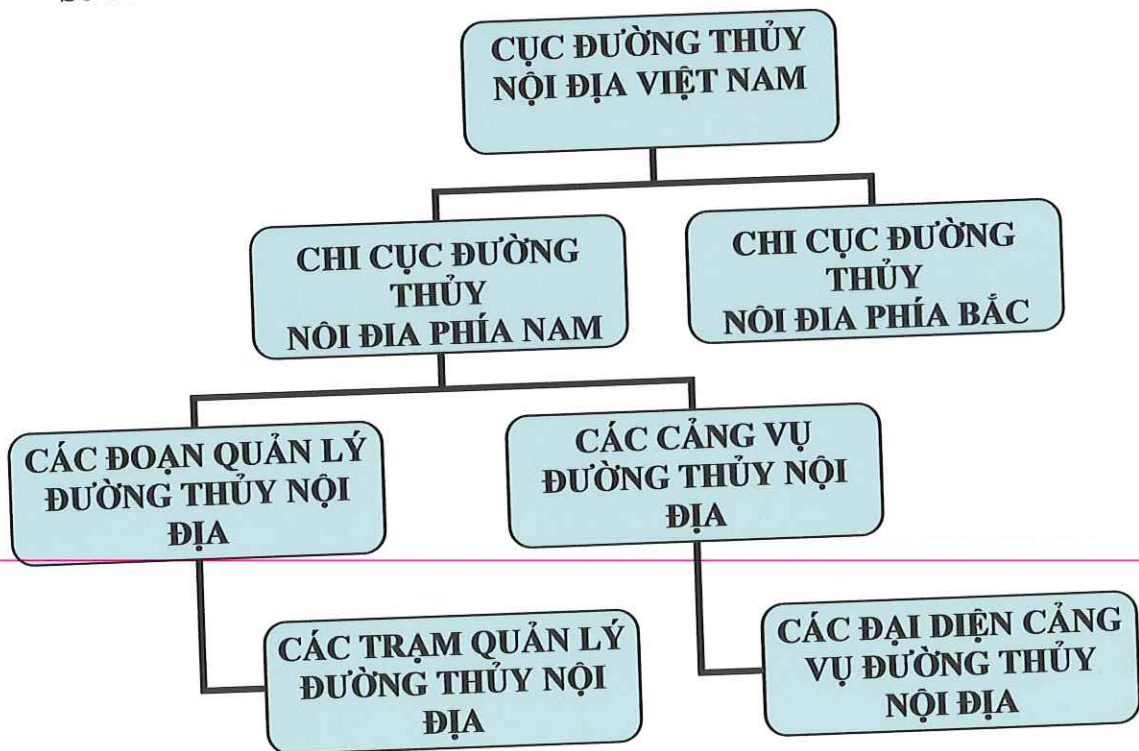 CỤC ĐƯỜNG THỦY
NỘI ĐỊA VIỆT NAM
CHI CỤC ĐƯỜNG
THỦY
NÔI ĐIA PHÍA NAM
CHI CỤC ĐƯỜNG
THỦY
NÔI ĐIA PHÍA BẮC
CÁC ĐOẠN QUẢN LÝ
ĐƯỜNG THỦY NỘI
ĐỊA
CÁC CẢNG VỤ
ĐƯỜNG THỦY NỘI
ĐỊA
CÁC TRẠM QUẢN LÝ
ĐƯỜNG THỦY NỘI
ĐỊA
CÁC ĐẠI DIỆN CẢNG
VỤ ĐƯỜNG THỦY
NỘI ĐỊA